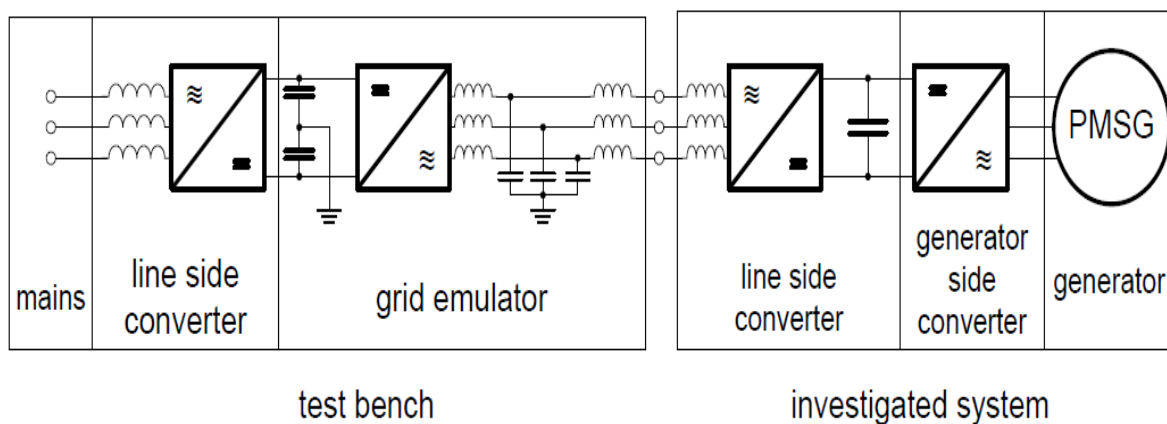 PMSG
mains
line side
converter
grid emulator
line side
converter
generator
side
converter
generator
test bench
investigated system